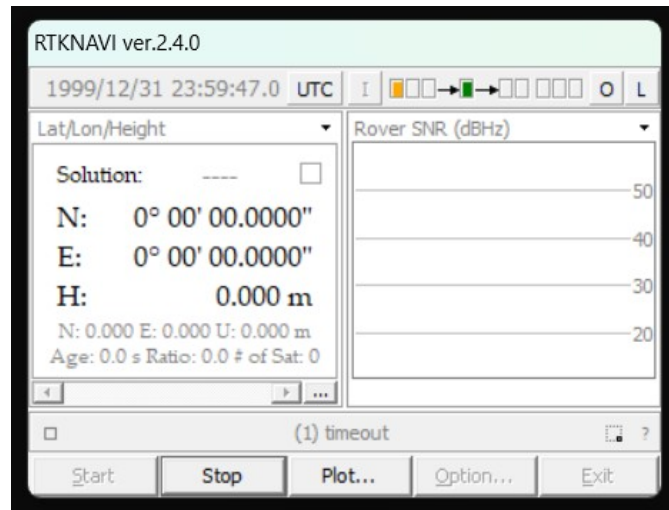 RTKNAVI ver.2.4.0
1999/12/31 23:59:47.0 UTC I O L
Lat/Lon/Height
Rover SNR (dBHz)
Solution: ----
N: 0° 00' 00.0000"
E: 0° 00' 00.0000"
H: 0.000 m
N: 0.000 E: 0.000 U: 0.000 m
Age: 0.0 s Ratio: 0.0 # of Sat: 0
...
50
40
30
20
(1) timeout ?
Start Stop Plot... Option... Exit